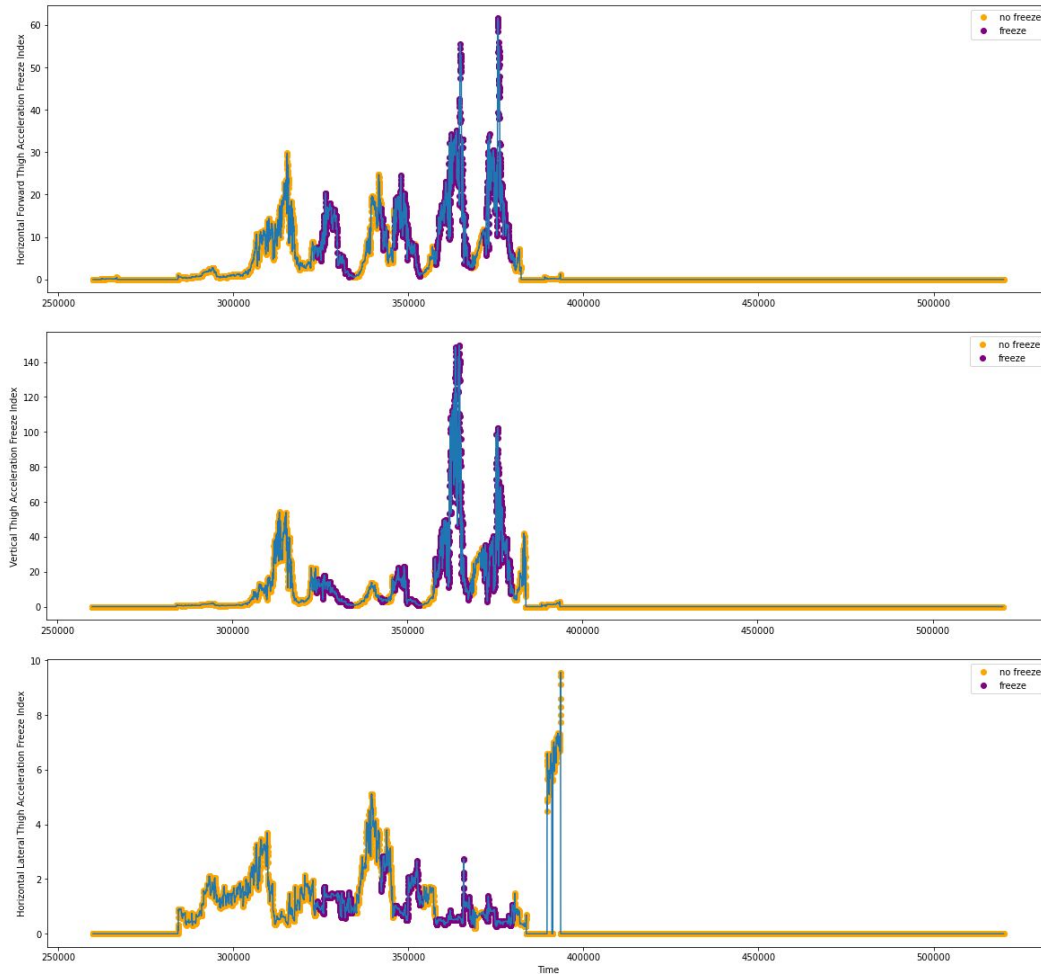 no freeze
freeze
60
50
40
30
20
10
0
Horizontal Forward Thigh Acceleration Freeze Index
250000 300000 350000 400000 450000 500000
no freeze
freeze
140
120
100
80
60
40
20
0
Vertical Thigh Acceleration Freeze Index
250000 300000 350000 400000 450000 500000
no freeze
freeze
10
8
6
4
2
0
Horizontal Lateral Thigh Acceleration Freeze Index
250000 300000 350000 400000 450000 500000
Time